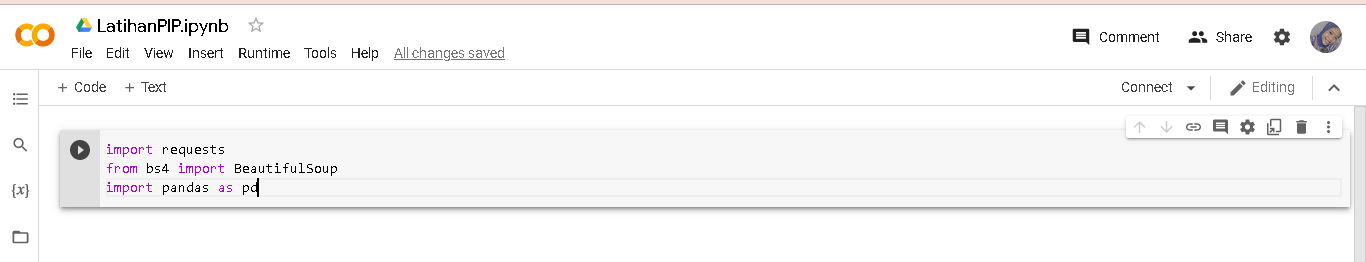 LatihanPIP.ipynb
File Edit View Insert Runtime Tools Help All changes saved
Comment Share
+ Code + Text
Connect Editing
import requests
from bs4 import BeautifulSoup
import pandas as pd
{x}